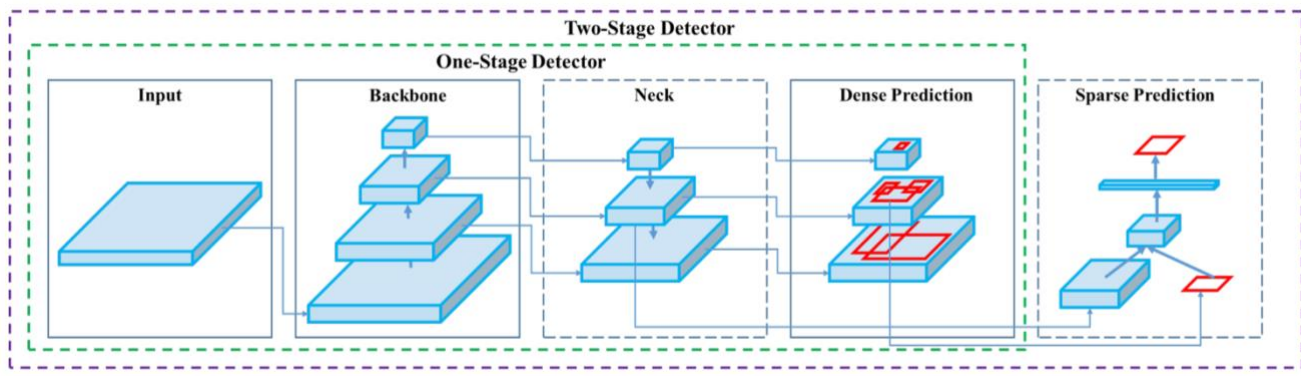 Two-Stage Detector
One-Stage Detector
Input
Backbone
Neck
Dense Prediction
Sparse Prediction